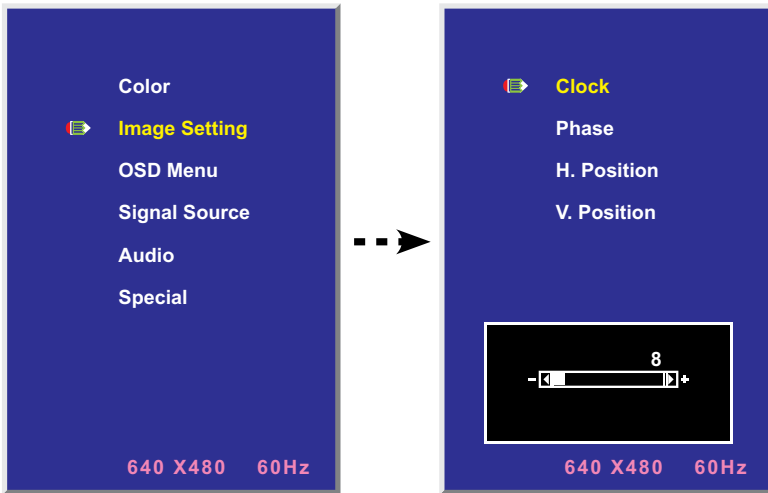 Color
Image Setting
OSD Menu
Signal Source
Audio
Special
640 X480 60Hz
Clock
Phase
H. Position
V. Position
8
- +
640 X480 60Hz